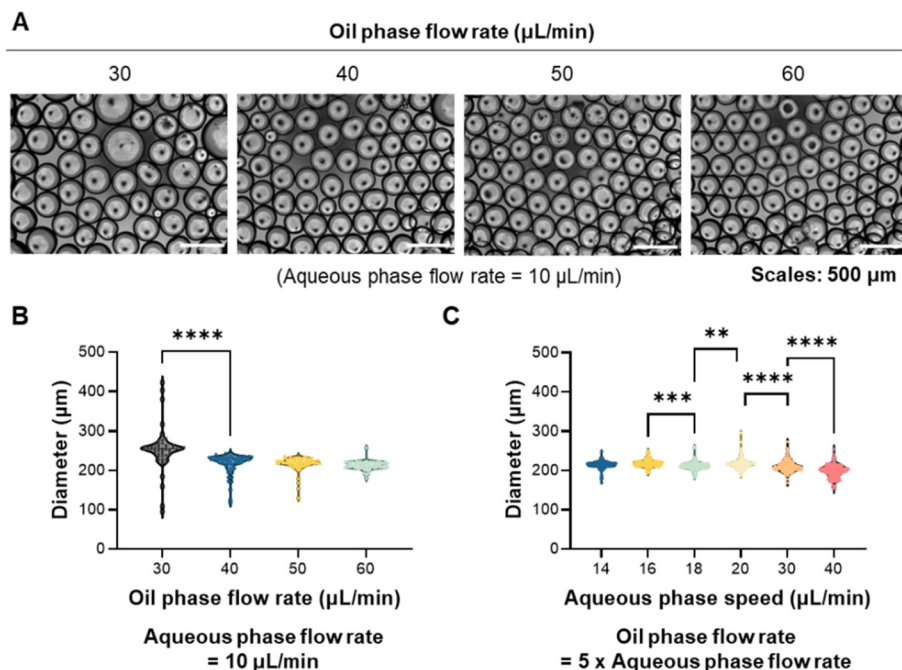 A
Oil phase flow rate (µL/min)
30 40 50 60
(Aqueous phase flow rate = 10 µL/min) Scales: 500 µm
B
****
500
400
300
200
100
0
Diameter (µm)
30 40 50 60
Oil phase flow rate (µL/min)
Aqueous phase flow rate
= 10 µL/min
C
**
****
***
****
500
400
300
200
100
0
Diameter (µm)
14 16 18 20 30 40
Aqueous phase speed (µL/min)
Oil phase flow rate
= 5 x Aqueous phase flow rate